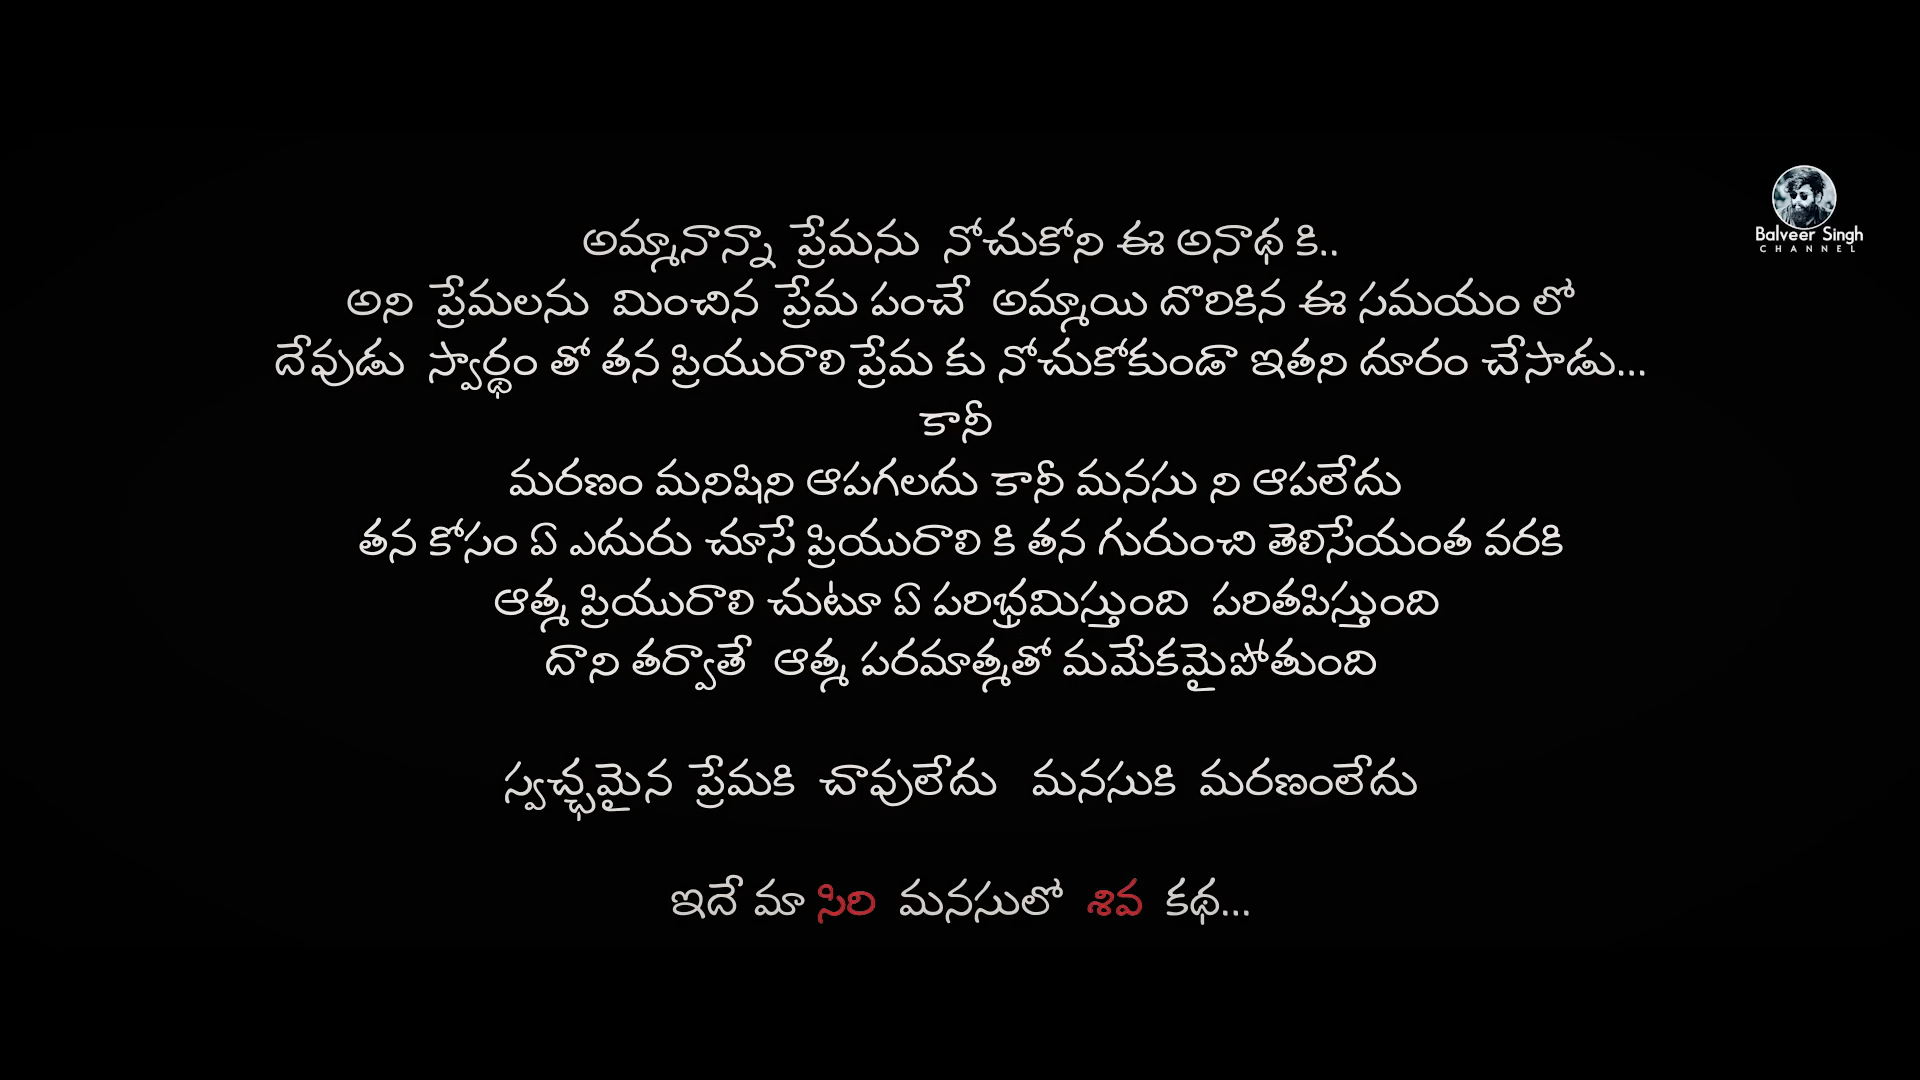 అమ్మానాన్నా ప్రేమను నోచుకోని ఈ అనాథ కి..
అని ప్రేమలను మించిన ప్రేమ పంచే అమ్మాయి దొరికిన ఈ సమయం లో
దేవుడు స్వార్థం తో తన ప్రియురాలి ప్రేమ కు నోచుకోకుండా ఇతని దూరం చేసాడు...
కానీ
మరణం మనిషిని ఆపగలదు కానీ మనసు ని ఆపలేదు
తన కోసం ఏ ఎదురు చూసే ప్రియురాలి కి తన గురుంచి తెలిసేయంత వరకి
ఆత్మ ప్రియురాలి చుటూ ఏ పరిభ్రమిస్తుంది పరితపిస్తుంది
దాని తర్వాతే ఆత్మ పరమాత్మతో మమేకమైపోతుంది
స్వచ్ఛమైన ప్రేమకి చావులేదు మనసుకి మరణంలేదు
ఇదే మా సిరి మనసులో శివ కథ...
Balveer Singh
CHANNEL